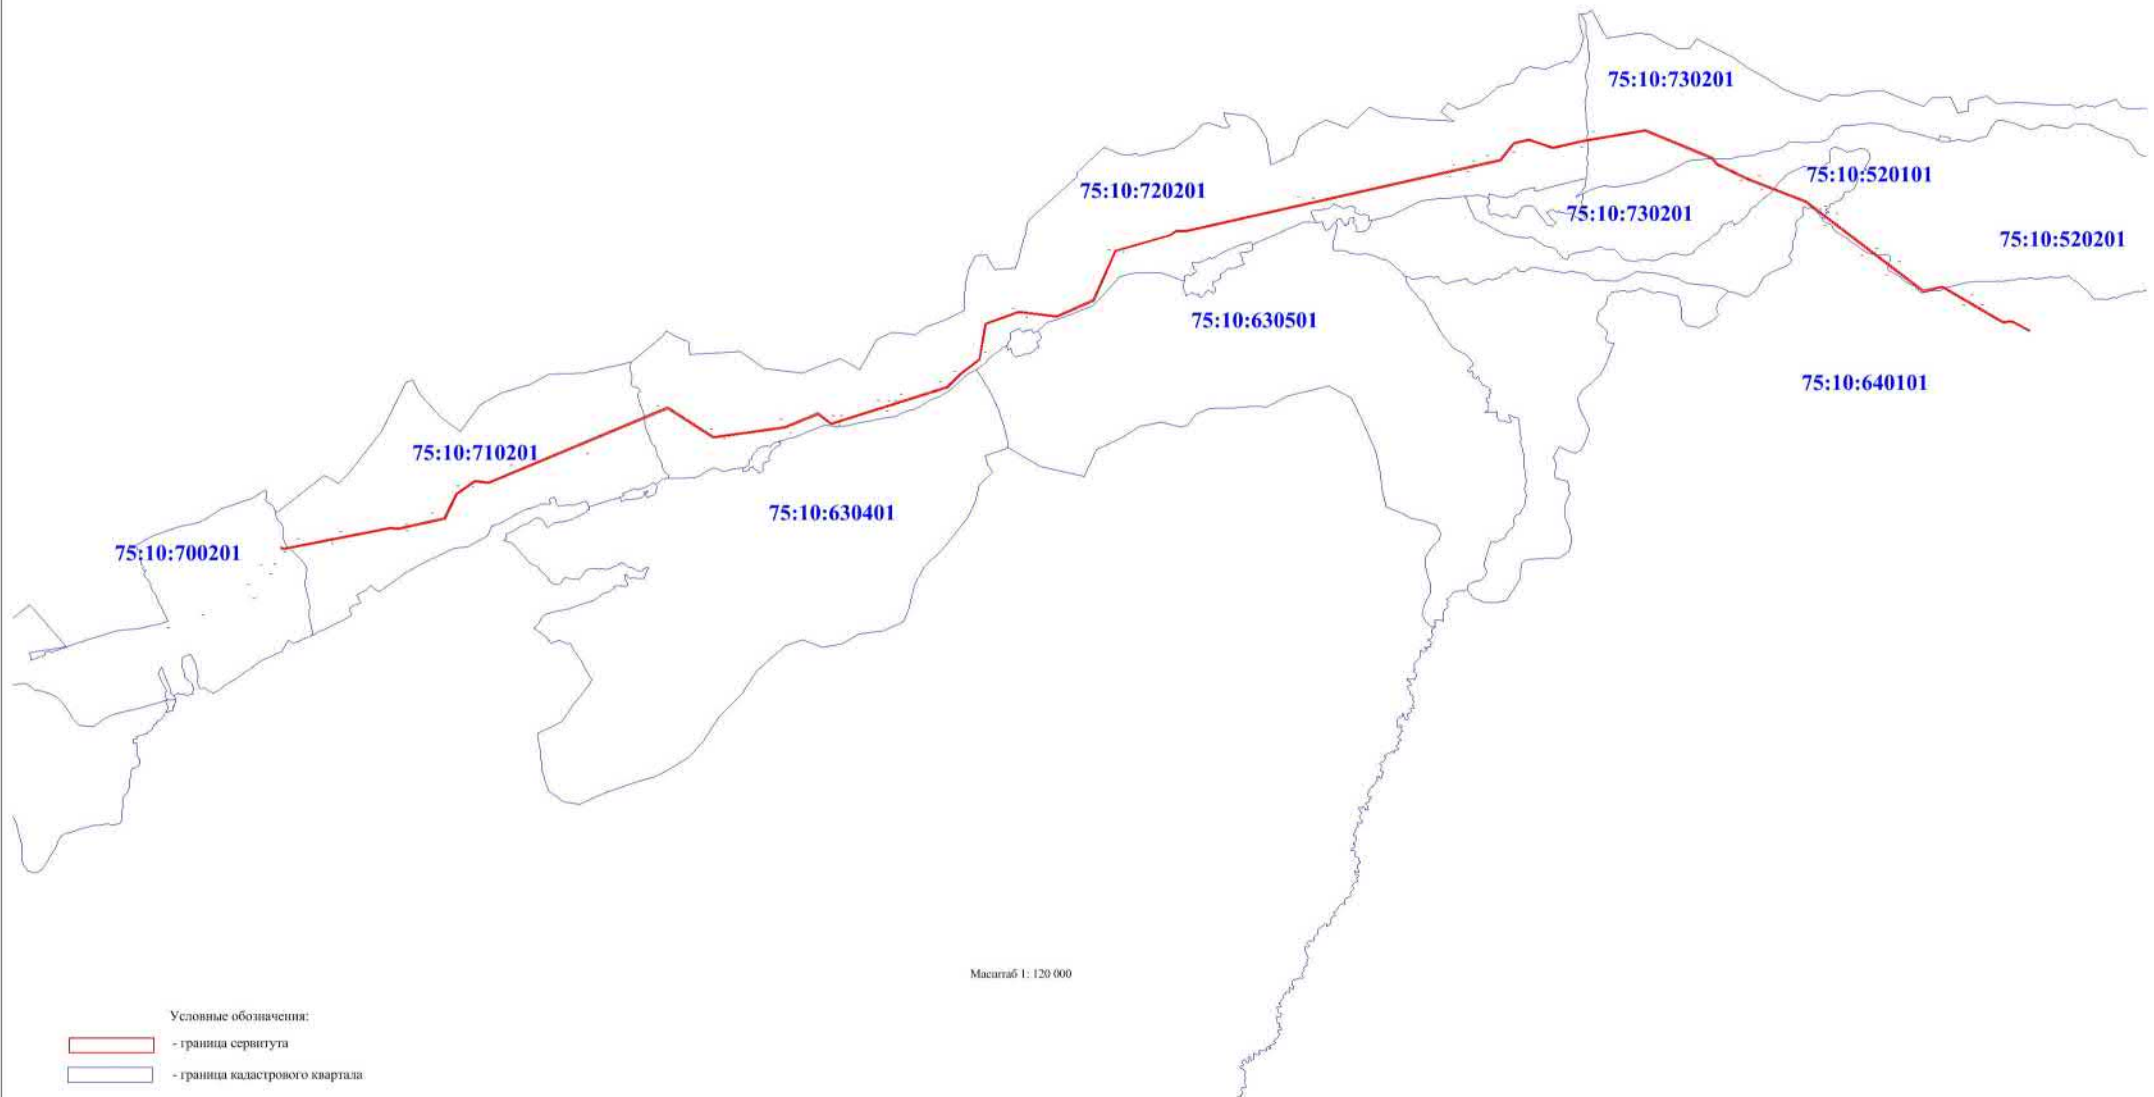 75:10:730201
75:10:520101
75:10:720201
75:10:730201
75:10:520201
75:10:630501
75:10:640101
75:10:710201
75:10:630401
75:10:700201
Масштаб 1: 120 000
Условные обозначения:
- граница сервитута
- граница кадастрового квартала